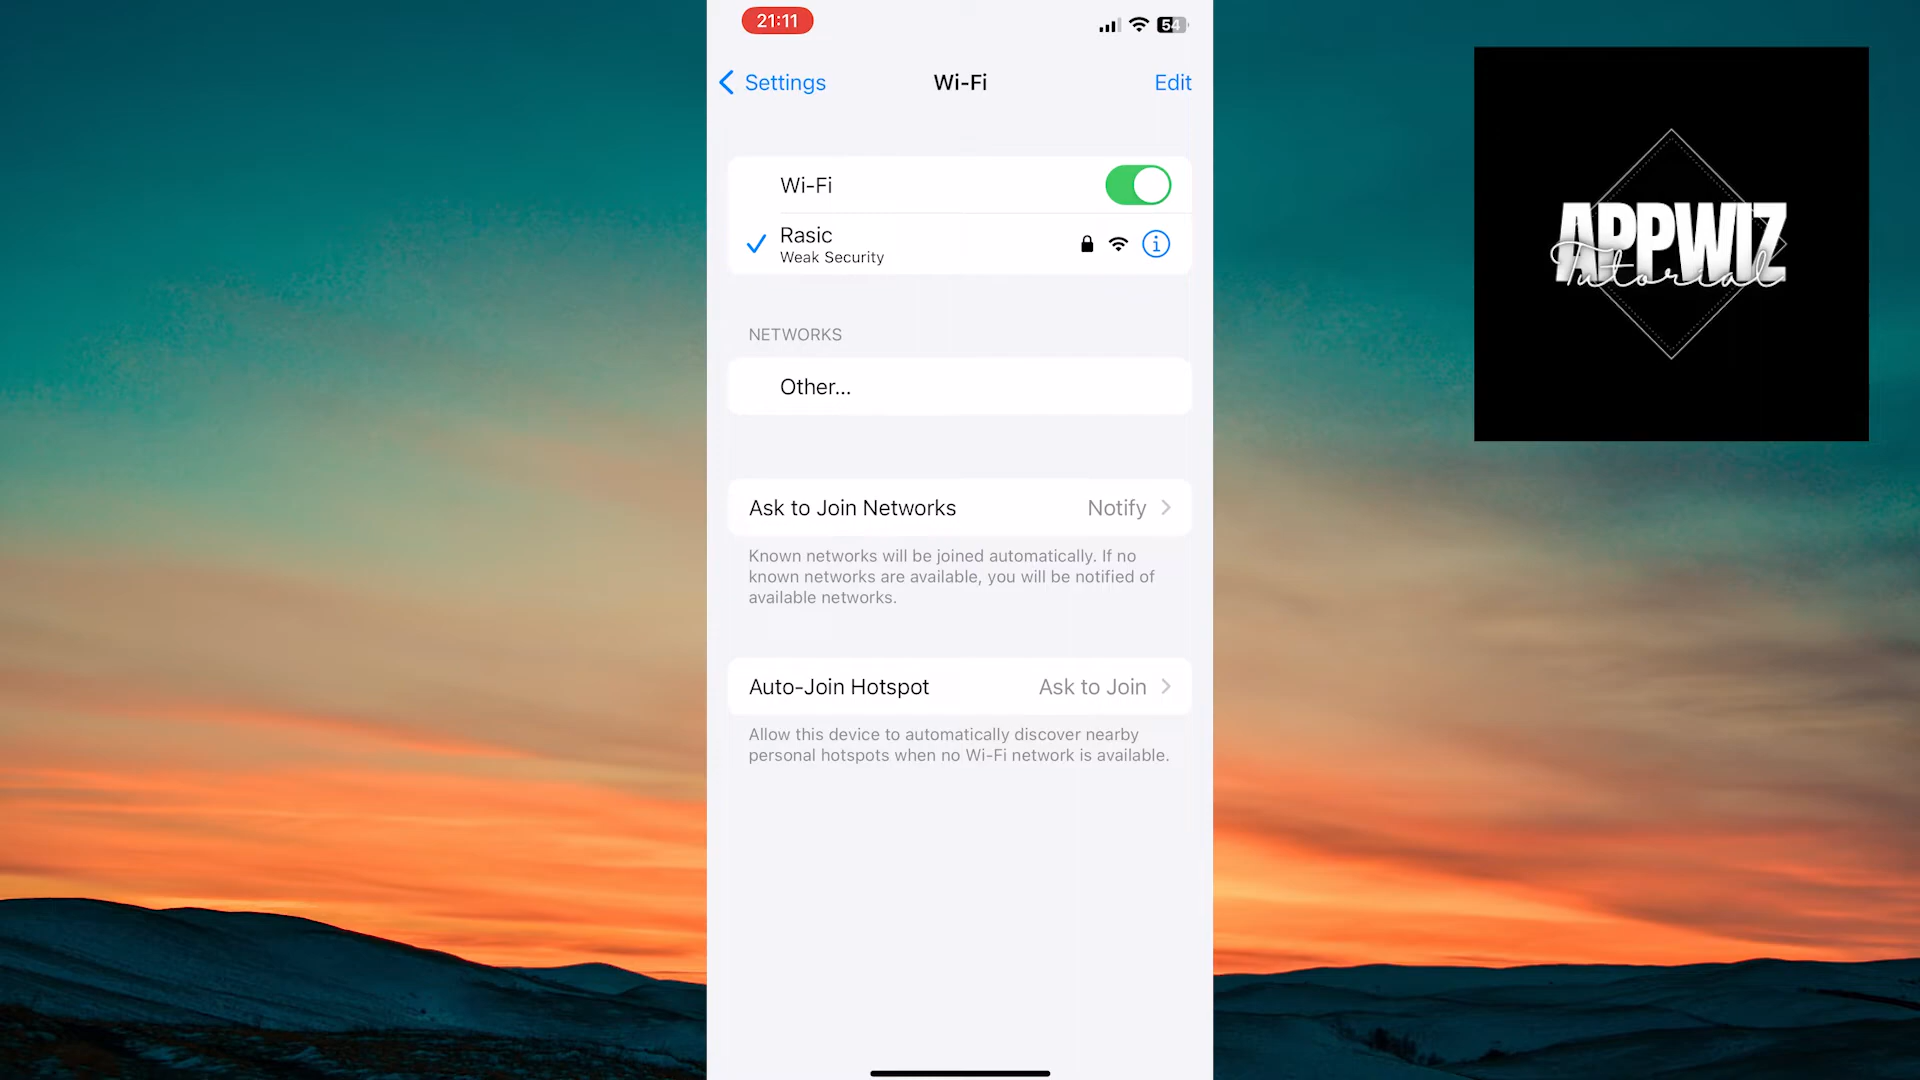 21:11
54
Settings
Wi-Fi
Edit
Wi-Fi
Rasic
Weak Security
NETWORKS
Other...
Ask to Join Networks
Notify
Known networks will be joined automatically. If no
known networks are available, you will be notified of
available networks.
Auto-Join Hotspot
Ask to Join
Allow this device to automatically discover nearby
personal hotspots when no Wi-Fi network is available.
APPWIZ
Tutorial